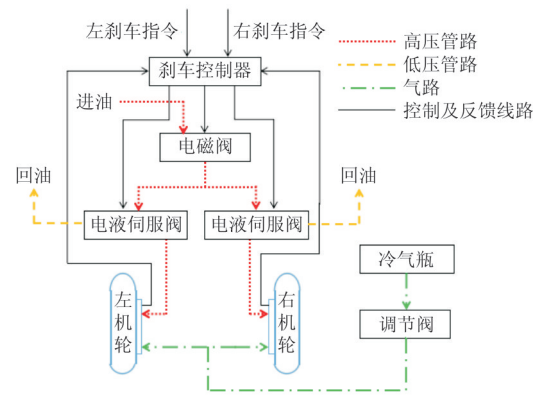 左刹车指令
右刹车指令
高压管路
低压管路
气路
控制及反馈线路
刹车控制器
进油
电磁阀
回油
回油
电液伺服阀
电液伺服阀
冷气瓶
左机轮
右机轮
调节阀